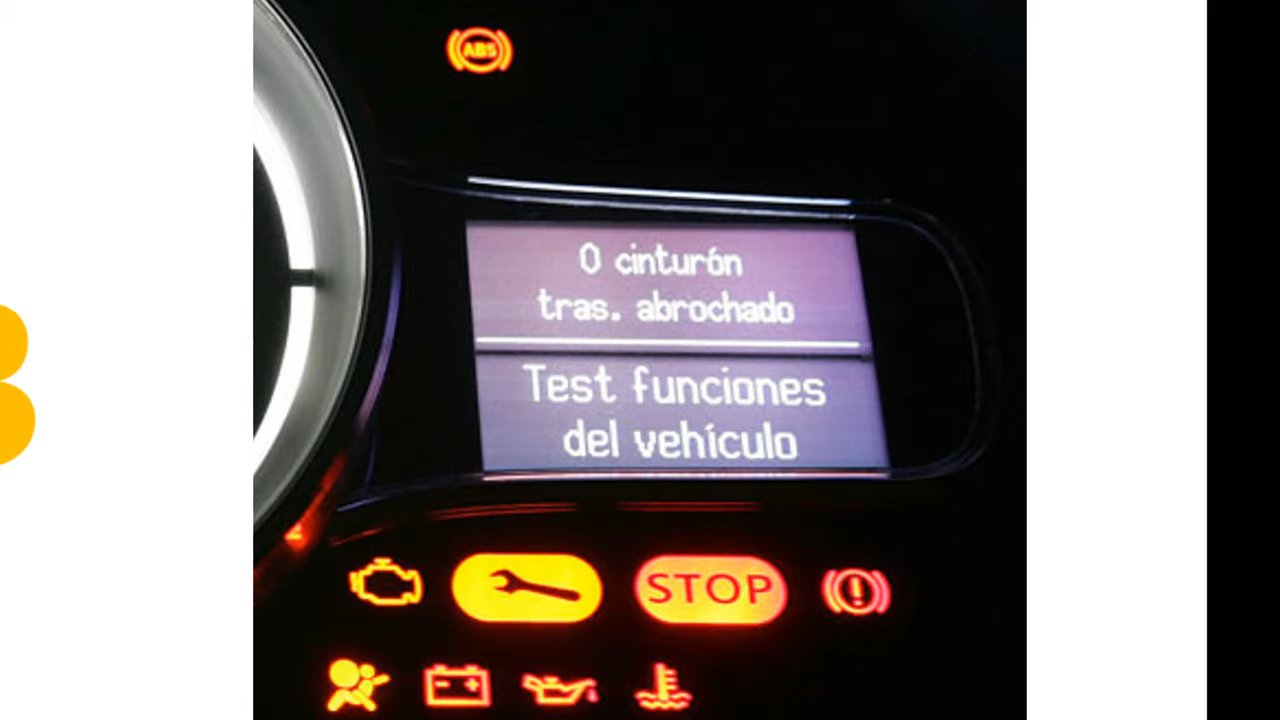 ABS
0 cinturón
tras. abrochado
Test funciones
del vehículo
STOP